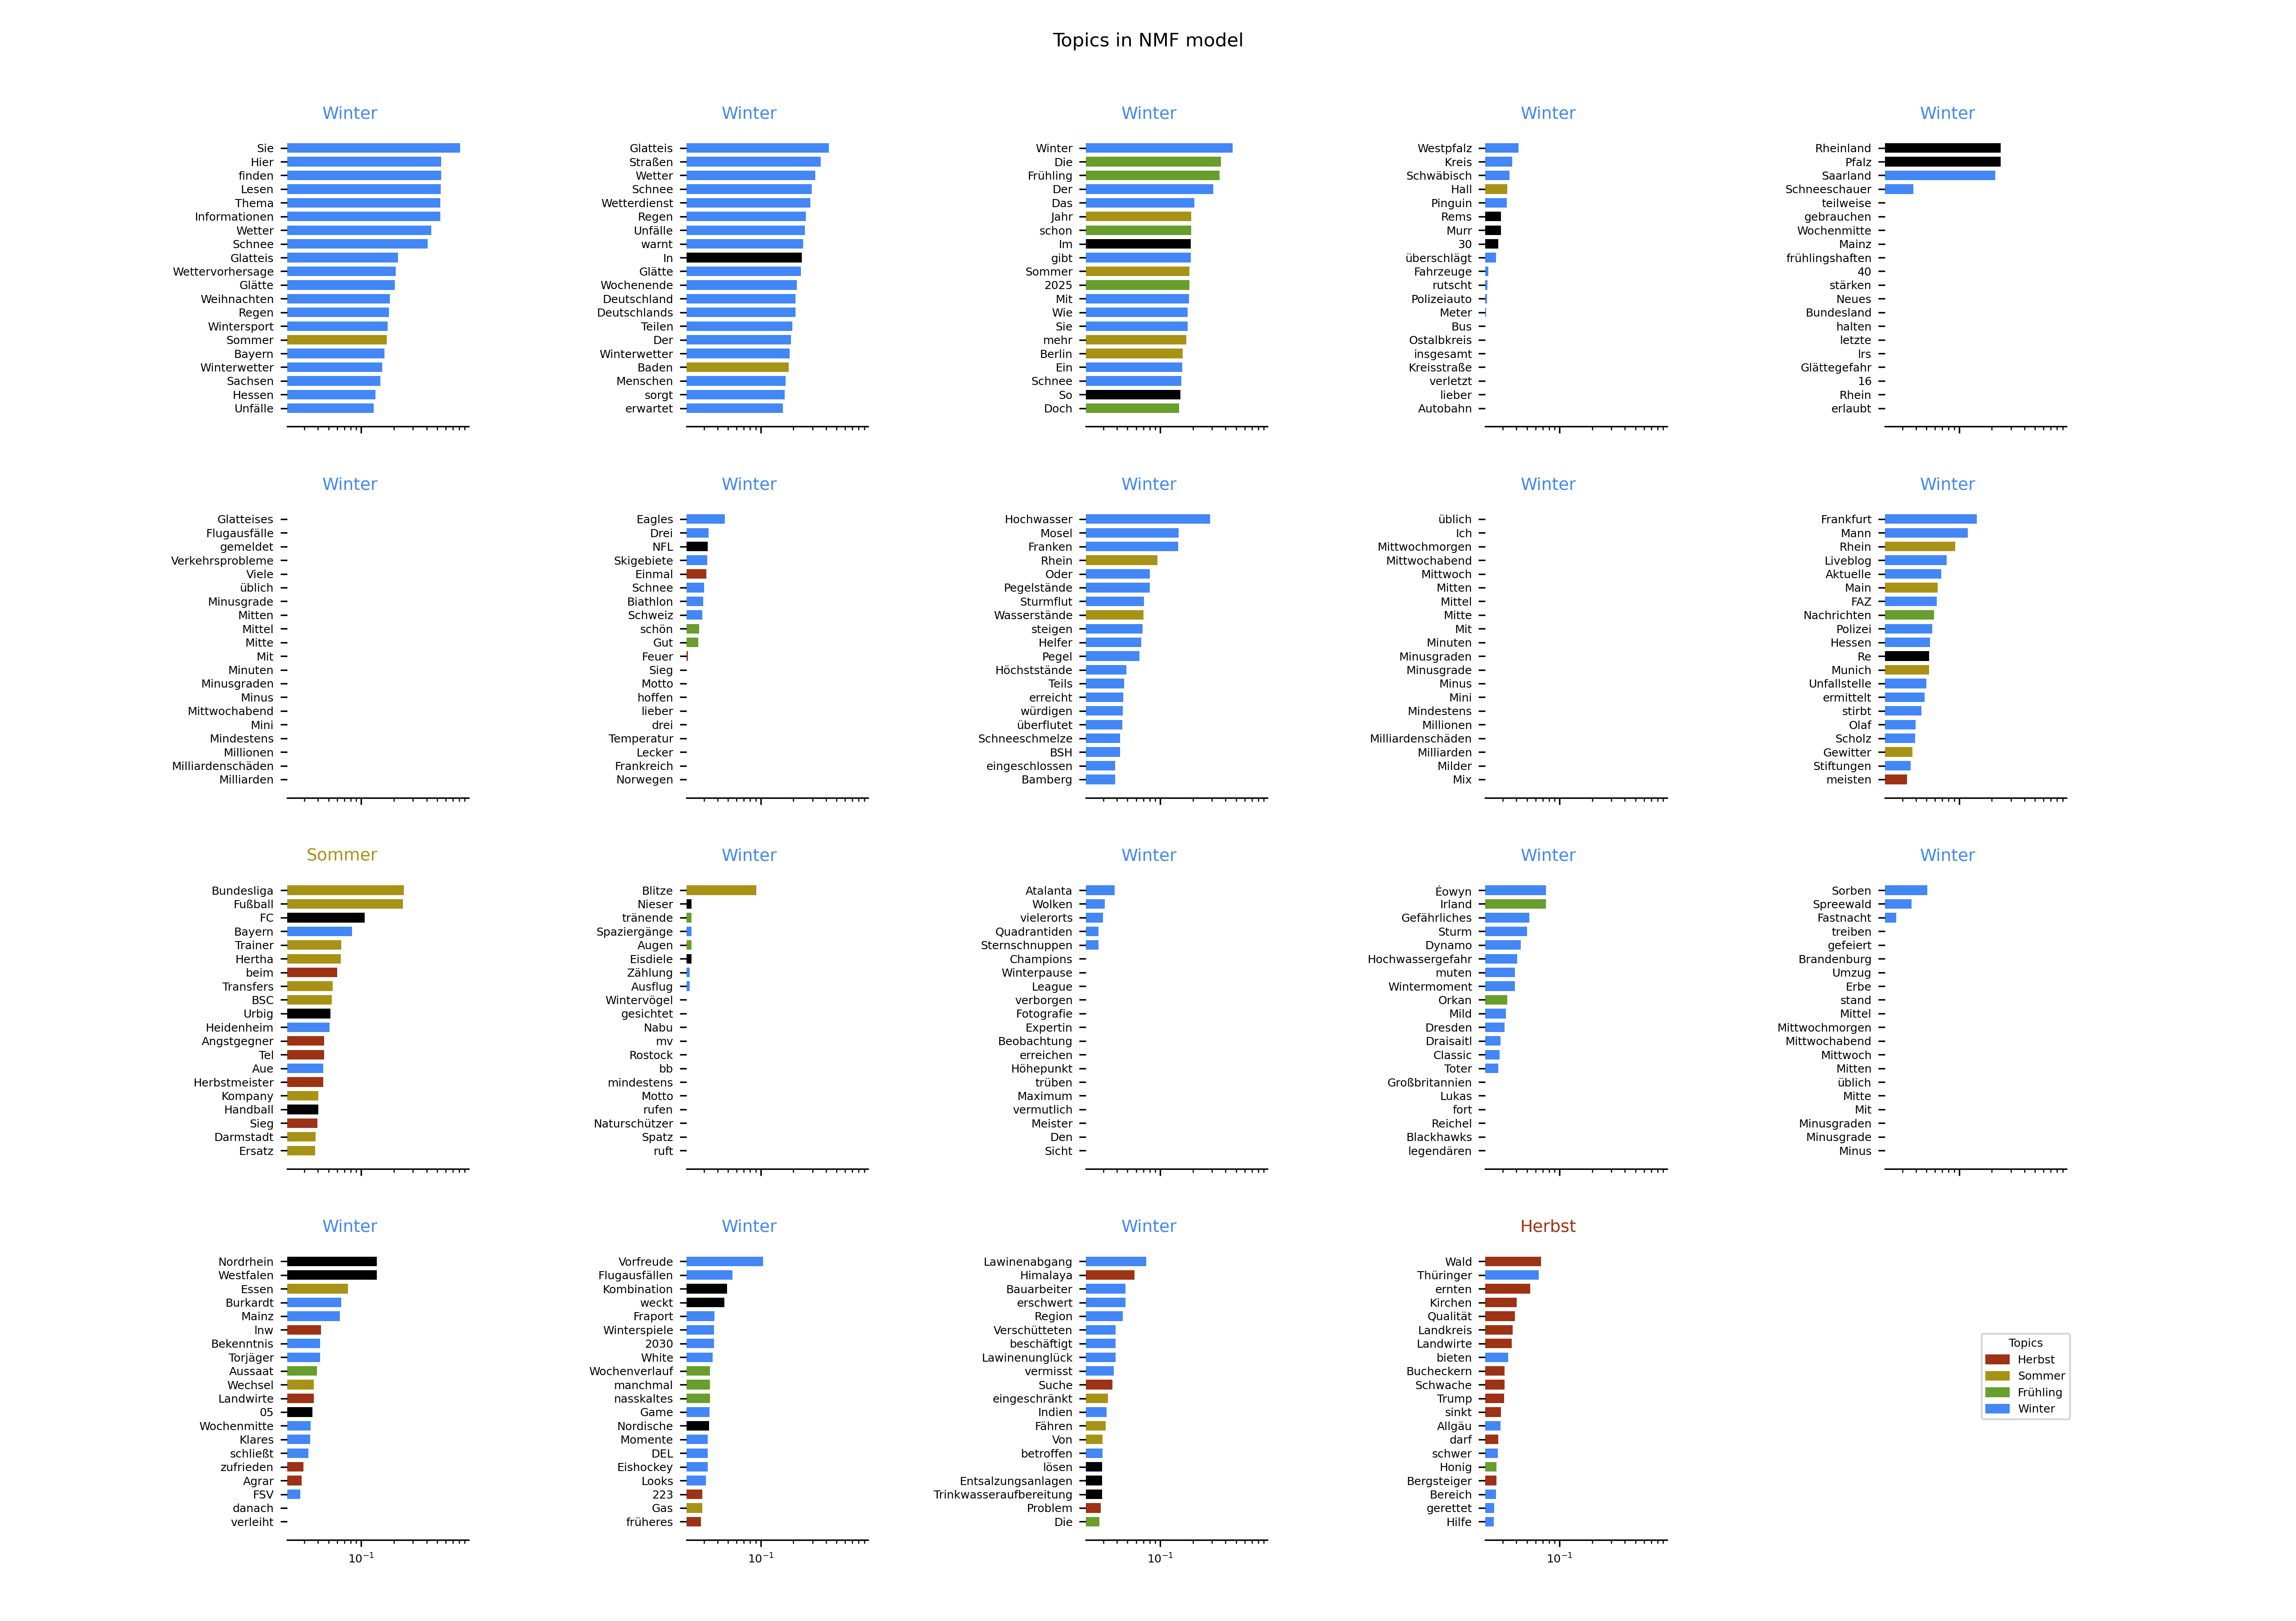 Topics in NMF model
Winter
Sie
Hier
finden
Lesen
Thema
Informationen
Wetter
Schnee
Glatteis
Wettervorhersage
Glätte
Weihnachten
Regen
Wintersport
Sommer
Bayern
Winterwetter
Sachsen
Hessen
Unfälle
Winter
Glatteis
Straßen
Wetter
Schnee
Wetterdienst
Regen
Unfälle
warnt
In
Glätte
Wochenende
Deutschland
Deutschlands
Teilen
Der
Winterwetter
Baden
Menschen
sorgt
erwartet
Winter
Winter
Die
Frühling
Der
Das
Jahr
schon
Im
gibt
Sommer
2025
Mit
Wie
Sie
mehr
Berlin
Ein
Schnee
So
Doch
Winter
Westpfalz
Kreis
Schwäbisch
Hall
Pinguin
Rems
Murr
30
überschlägt
Fahrzeuge
rutscht
Polizeiauto
Meter
Bus
Ostalbkreis
insgesamt
Kreisstraße
verletzt
lieber
Autobahn
Winter
Rheinland
Pfalz
Saarland
Schneeschauer
teilweise
gebrauchen
Wochenmitte
Mainz
frühlingshaften
40
stärken
Neues
Bundesland
halten
letzte
lrs
Glättegefahr
16
Rhein
erlaubt
Winter
Glatteises
Flugausfälle
gemeldet
Verkehrsprobleme
Viele
üblich
Minusgrade
Mitten
Mittel
Mitte
Mit
Minuten
Minusgraden
Minus
Mittwochabend
Mini
Mindestens
Millionen
Milliardenschäden
Milliarden
Winter
Eagles
Drei
NFL
Skigebiete
Einmal
Schnee
Biathlon
Schweiz
schön
Gut
Feuer
Sieg
Motto
hoffen
lieber
drei
Temperatur
Lecker
Frankreich
Norwegen
Winter
Hochwasser
Mosel
Franken
Rhein
Oder
Pegelstände
Sturmflut
Wasserstände
steigen
Helfer
Pegel
Höchststände
Teils
erreicht
würdigen
überflutet
Schneeschmelze
BSH
eingeschlossen
Bamberg
Winter
üblich
Ich
Mittwochmorgen
Mittwochabend
Mittwoch
Mitten
Mittel
Mitte
Mit
Minuten
Minusgraden
Minusgrade
Minus
Mini
Mindestens
Millionen
Milliardenschäden
Milliarden
Milder
Mix
Winter
Frankfurt
Mann
Rhein
Liveblog
Aktuelle
Main
FAZ
Nachrichten
Polizei
Hessen
Re
Munich
Unfallstelle
ermittelt
stirbt
Olaf
Scholz
Gewitter
Stiftungen
meisten
Sommer
Bundesliga
Fußball
FC
Bayern
Trainer
Hertha
beim
Transfers
BSC
Urbig
Heidenheim
Angstgegner
Tel
Aue
Herbstmeister
Kompany
Handball
Sieg
Darmstadt
Ersatz
Winter
Blitze
Nieser
tränende
Spaziergänge
Augen
Eisdiele
Zählung
Ausflug
Wintervögel
gesichtet
Nabu
mv
Rostock
bb
mindestens
Motto
rufen
Naturschützer
Spatz
ruft
Winter
Atalanta
Wolken
vielerorts
Quadrantiden
Sternschnuppen
Champions
Winterpause
League
verborgen
Fotografie
Expertin
Beobachtung
erreichen
Höhepunkt
trüben
Maximum
vermutlich
Meister
Den
Sicht
Winter
Éowyn
Irland
Gefährliches
Sturm
Dynamo
Hochwassergefahr
muten
Wintermoment
Orkan
Mild
Dresden
Draisaitl
Classic
Toter
Großbritannien
Lukas
fort
Reichel
Blackhawks
legendären
Winter
Sorben
Spreewald
Fastnacht
treiben
gefeiert
Brandenburg
Umzug
Erbe
stand
Mittel
Mittwochmorgen
Mittwochabend
Mittwoch
Mitten
üblich
Mitte
Mit
Minusgraden
Minusgrade
Minus
Winter
Nordrhein
Westfalen
Essen
Burkardt
Mainz
lnw
Bekenntnis
Torjäger
Aussaat
Wechsel
Landwirte
05
Wochenmitte
Klares
schließt
zufrieden
Agrar
FSV
danach
verleiht
10⁻¹
Winter
Vorfreude
Flugausfällen
Kombination
weckt
Fraport
Winterspiele
2030
White
Wochenverlauf
manchmal
nasskaltes
Game
Nordische
Momente
DEL
Eishockey
Looks
223
Gas
früheres
10⁻¹
Winter
Lawinenabgang
Himalaya
Bauarbeiter
erschwert
Region
Verschütteten
beschäftigt
Lawinenunglück
vermisst
Suche
eingeschränkt
Indien
Fähren
Von
betroffen
lösen
Entsalzungsanlagen
Trinkwasseraufbereitung
Problem
Die
10⁻¹
Herbst
Wald
Thüringer
ernten
Kirchen
Qualität
Landkreis
Landwirte
bieten
Bucheckern
Schwache
Trump
sinkt
Allgäu
darf
schwer
Honig
Bergsteiger
Bereich
gerettet
Hilfe
10⁻¹
Topics
Herbst
Sommer
Frühling
Winter